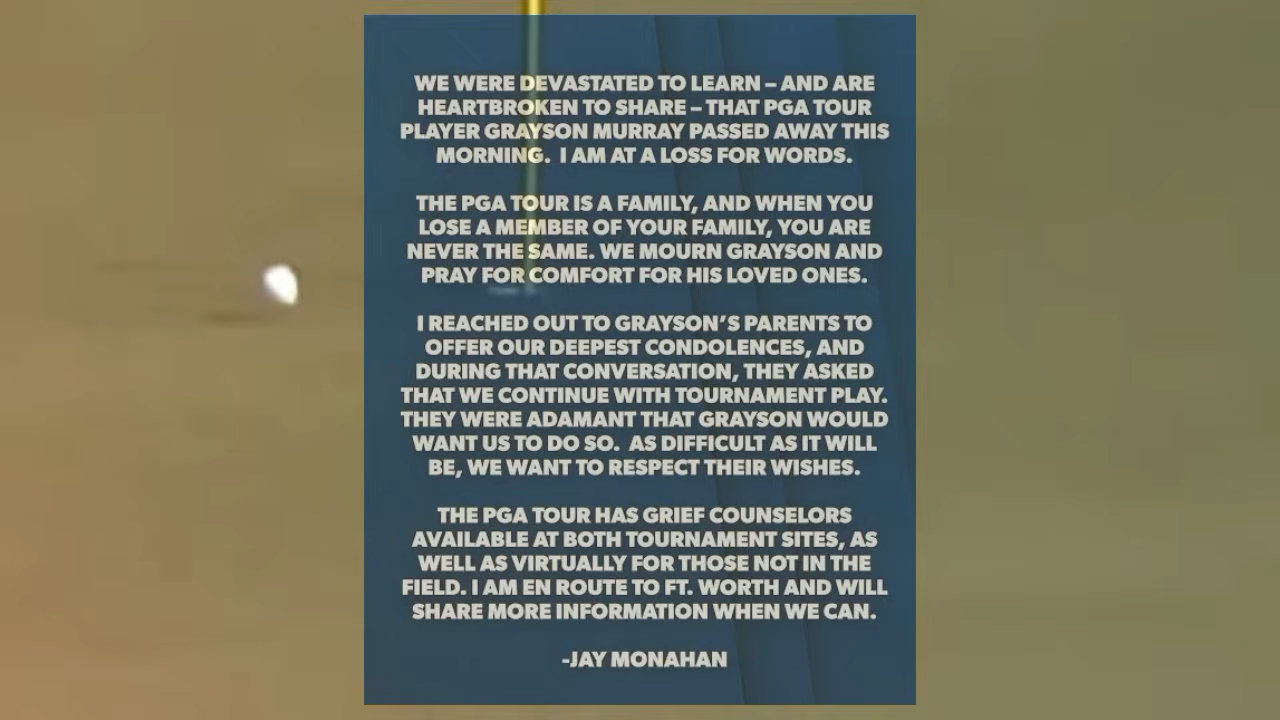 WE WERE DEVASTATED TO LEARN – AND ARE
HEARTBROKEN TO SHARE – THAT PGA TOUR
PLAYER GRAYSON MURRAY PASSED AWAY THIS
MORNING.  I AM AT A LOSS FOR WORDS.
THE PGA TOUR IS A FAMILY, AND WHEN YOU
LOSE A MEMBER OF YOUR FAMILY, YOU ARE
NEVER THE SAME. WE MOURN GRAYSON AND
PRAY FOR COMFORT FOR HIS LOVED ONES.
I REACHED OUT TO GRAYSON’S PARENTS TO
OFFER OUR DEEPEST CONDOLENCES, AND
DURING THAT CONVERSATION, THEY ASKED
THAT WE CONTINUE WITH TOURNAMENT PLAY.
THEY WERE ADAMANT THAT GRAYSON WOULD
WANT US TO DO SO.  AS DIFFICULT AS IT WILL
BE, WE WANT TO RESPECT THEIR WISHES.
THE PGA TOUR HAS GRIEF COUNSELORS
AVAILABLE AT BOTH TOURNAMENT SITES, AS
WELL AS VIRTUALLY FOR THOSE NOT IN THE
FIELD. I AM EN ROUTE TO FT. WORTH AND WILL
SHARE MORE INFORMATION WHEN WE CAN.
-JAY MONAHAN